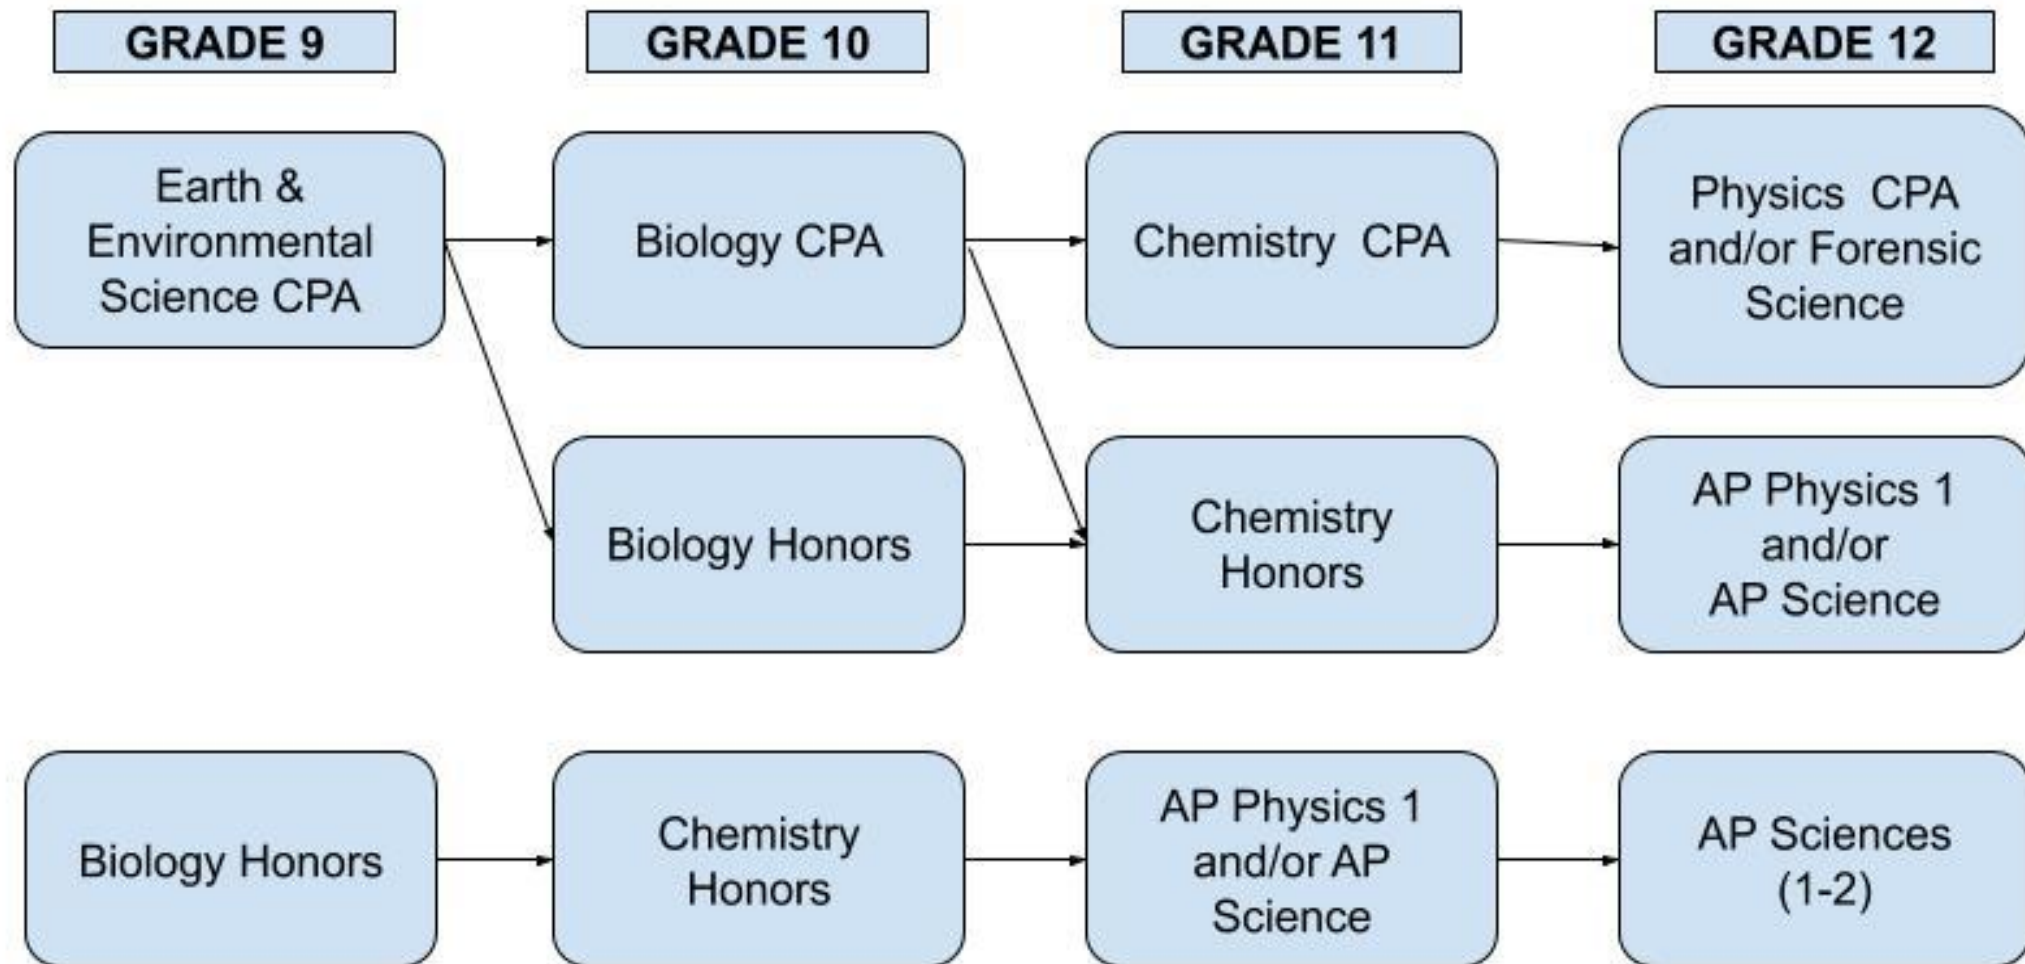 GRADE 9
GRADE 10
GRADE 11
GRADE 12
Earth &
Environmental
Science CPA
Biology CPA
Chemistry CPA
Physics CPA
and/or Forensic
Science
Biology Honors
Chemistry
Honors
AP Physics 1
and/or
AP Science
Biology Honors
Chemistry
Honors
AP Physics 1
and/or AP
Science
AP Sciences
(1-2)